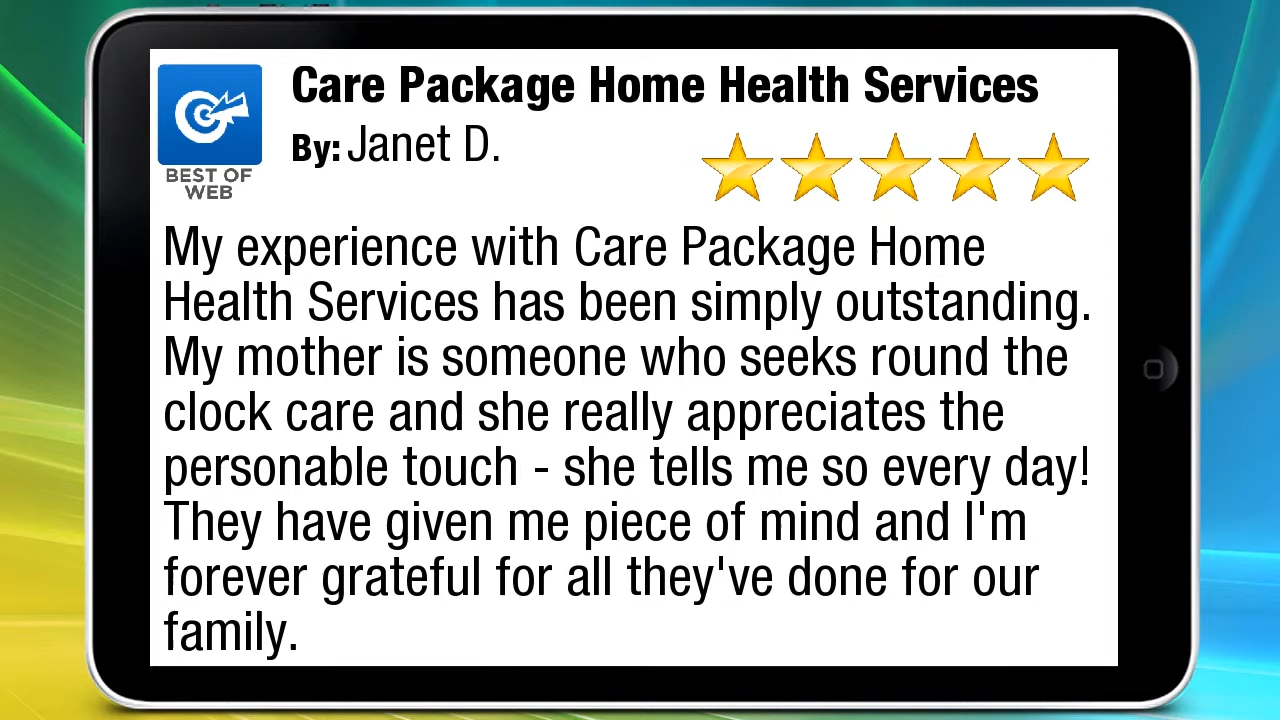 Care Package Home Health Services
By: Janet D.
BEST OF
WEB
My experience with Care Package Home
Health Services has been simply outstanding.
My mother is someone who seeks round the
clock care and she really appreciates the
personable touch - she tells me so every day!
They have given me piece of mind and I'm
forever grateful for all they've done for our
family.